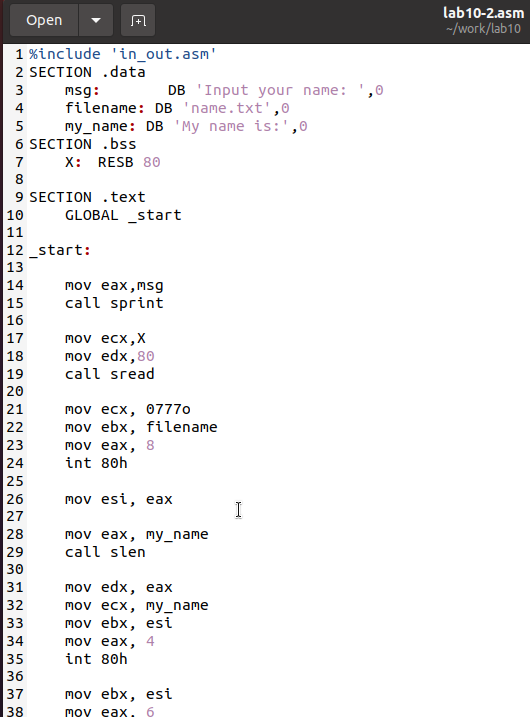 Open
lab10-2.asm
~/work/lab10
1 %include 'in_out.asm'
2 SECTION .data
3     msg:        DB 'Input your name: ',0
4     filename: DB 'name.txt',0
5     my_name: DB 'My name is:',0
6 SECTION .bss
7     X:  RESB 80
8
9 SECTION .text
10     GLOBAL _start
11
12 _start:
13
14     mov eax,msg
15     call sprint
16
17     mov ecx,X
18     mov edx,80
19     call sread
20
21     mov ecx, 0777o
22     mov ebx, filename
23     mov eax, 8
24     int 80h
25
26     mov esi, eax
27
28     mov eax, my_name
29     call slen
30
31     mov edx, eax
32     mov ecx, my_name
33     mov ebx, esi
34     mov eax, 4
35     int 80h
36
37     mov ebx, esi
38     mov eax, 6